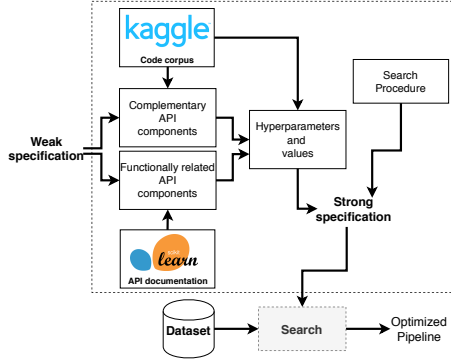 kaggle
Code corpus
Search
Procedure
Complementary
API
components
Hyperparameters
and
values
Weak
specification
Functionally related
API
components
Strong
specification
learn
API documentation
Dataset
Search
Optimized
Pipeline